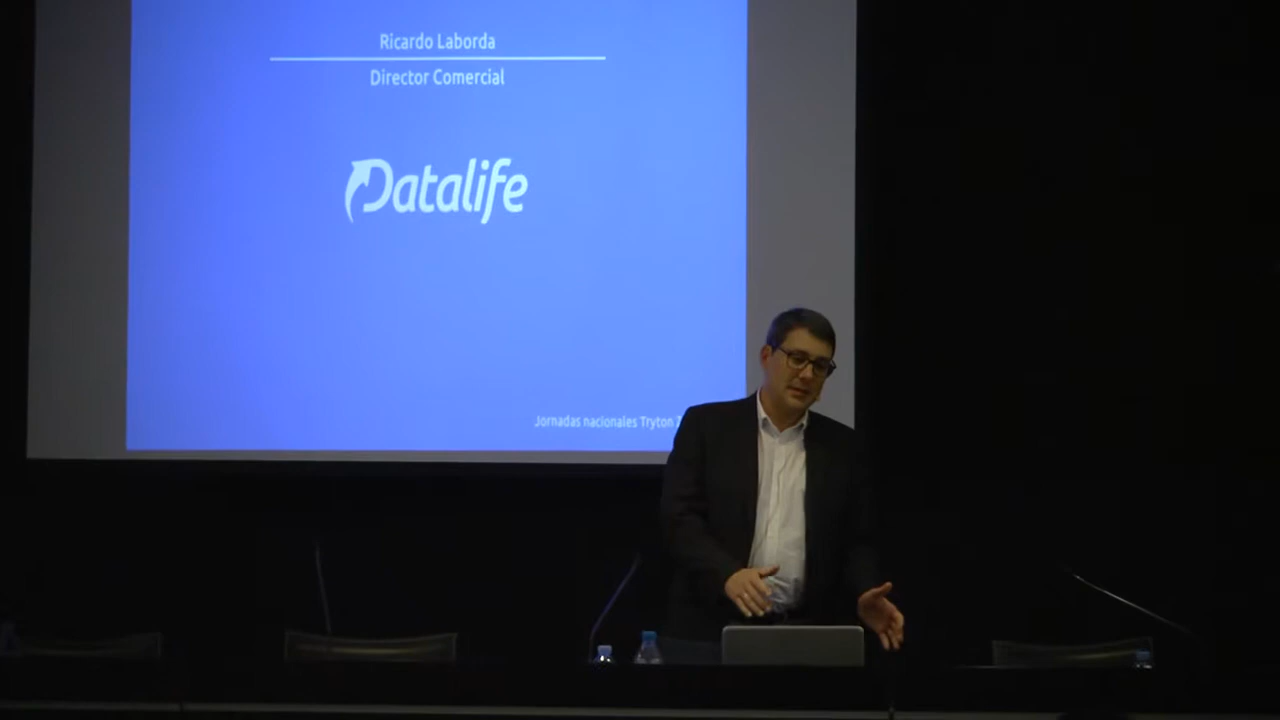 Ricardo Laborda
Director Comercial
Datalife
Jornadas nacionales Tryton